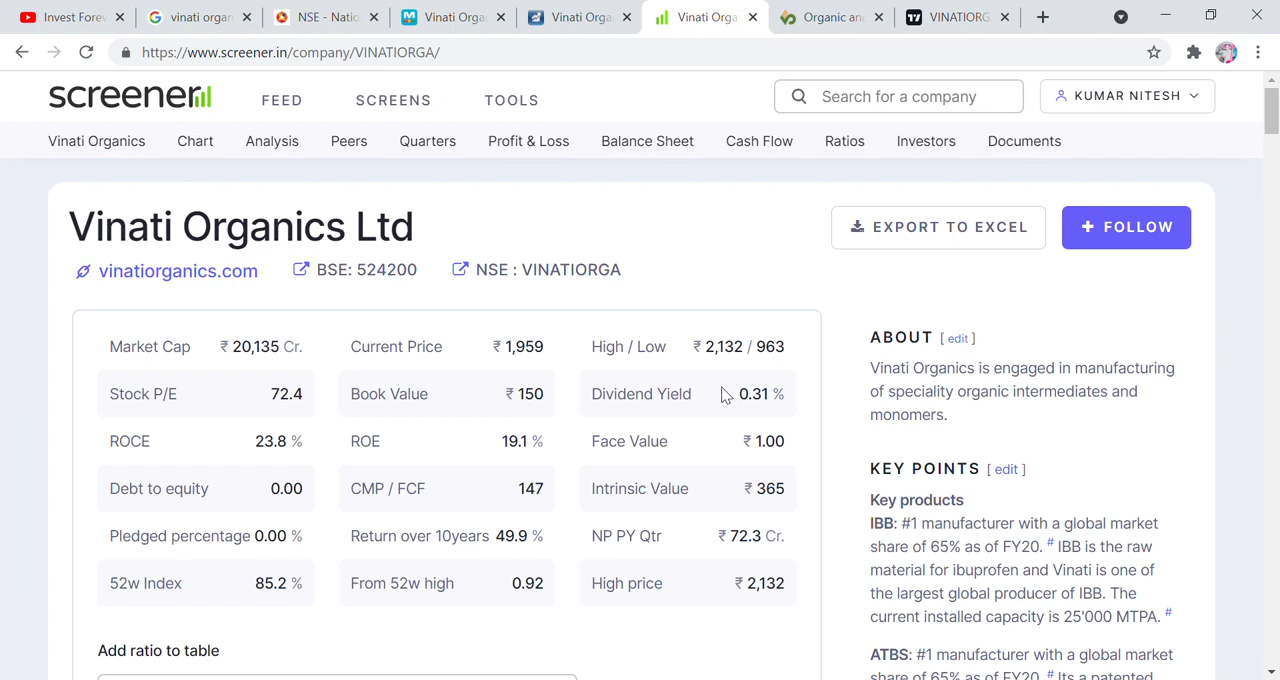 Invest Forev
vinati organ
NSE - Natio
Vinati Orga
Vinati Orga
Vinati Orga
Organic an
VINATIORG
https://www.screener.in/company/VINATIORGA/
screener
FEED
SCREENS
TOOLS
Search for a company
KUMAR NITESH
Vinati Organics
Chart
Analysis
Peers
Quarters
Profit & Loss
Balance Sheet
Cash Flow
Ratios
Investors
Documents
Vinati Organics Ltd
EXPORT TO EXCEL
+ FOLLOW
vinatiorganics.com
BSE: 524200
NSE : VINATIORGA
Market Cap ₹ 20,135 Cr.
Current Price ₹ 1,959
High / Low ₹ 2,132 / 963
Stock P/E 72.4
Book Value ₹ 150
Dividend Yield 0.31 %
ROCE 23.8 %
ROE 19.1 %
Face Value ₹ 1.00
Debt to equity 0.00
CMP / FCF 147
Intrinsic Value ₹ 365
Pledged percentage 0.00 %
Return over 10years 49.9 %
NP PY Qtr ₹ 72.3 Cr.
52w Index 85.2 %
From 52w high 0.92
High price ₹ 2,132
Add ratio to table
ABOUT [ edit ]
Vinati Organics is engaged in manufacturing
of speciality organic intermediates and
monomers.
KEY POINTS [ edit ]
Key products
IBB: #1 manufacturer with a global market
share of 65% as of FY20. # IBB is the raw
material for ibuprofen and Vinati is one of
the largest global producer of IBB. The
current installed capacity is 25'000 MTPA. #
ATBS: #1 manufacturer with a global market
share of 65% as of FY20. # Its a patented